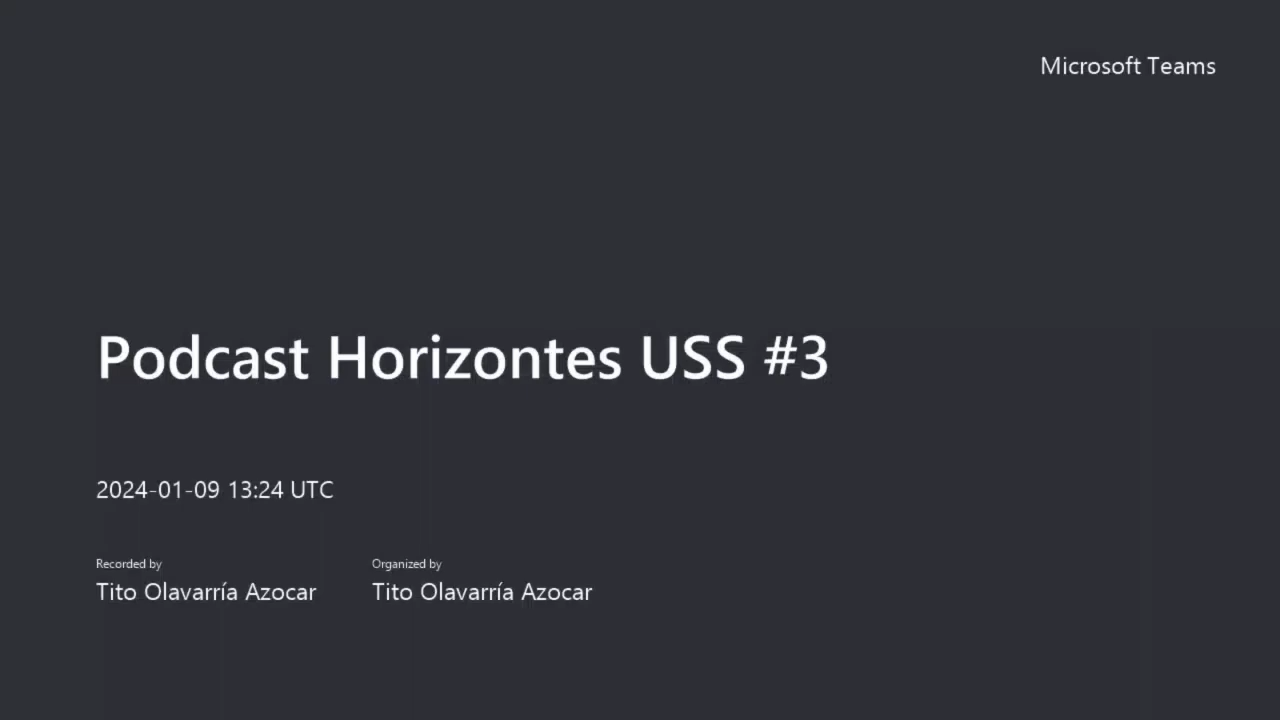 Microsoft Teams
Podcast Horizontes USS #3
2024-01-09 13:24 UTC
Recorded by
Tito Olavarría Azocar
Organized by
Tito Olavarría Azocar